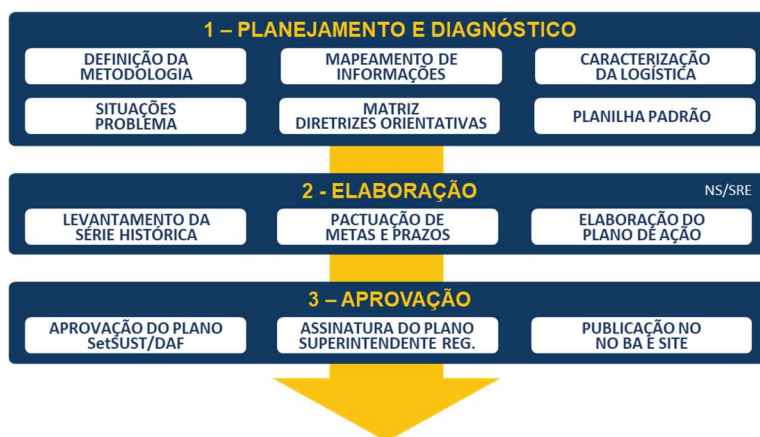 1 – PLANEJAMENTO E DIAGNÓSTICO
DEFINIÇÃO DA
METODOLOGIA
MAPEAMENTO DE
INFORMAÇÕES
CARACTERIZAÇÃO
DA LOGÍSTICA
SITUAÇÕES
PROBLEMA
MATRIZ
DIRETRIZES ORIENTATIVAS
PLANILHA PADRÃO
2 - ELABORAÇÃO
NS/SRE
LEVANTAMENTO DA
SÉRIE HISTÓRICA
PACTUAÇÃO DE
METAS E PRAZOS
ELABORAÇÃO DO
PLANO DE AÇÃO
3 – APROVAÇÃO
APROVAÇÃO DO PLANO
SetSUST/DAF
ASSINATURA DO PLANO
SUPERINTENDENTE REG.
PUBLICAÇÃO NO
NO BA E SITE